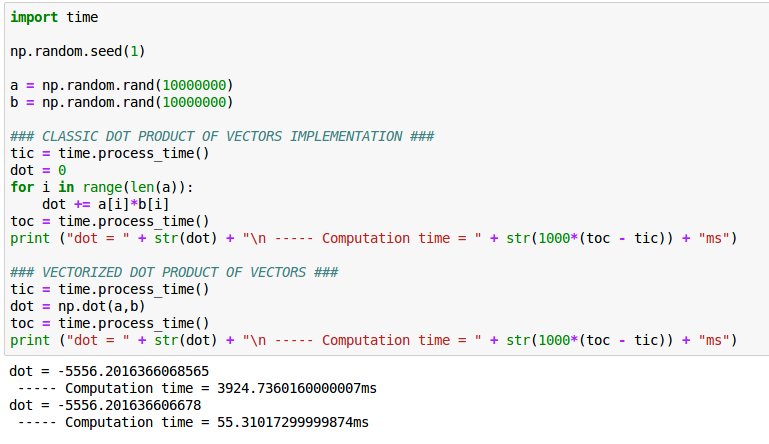 import time
np.random.seed(1)
a = np.random.rand(10000000)
b = np.random.rand(10000000)
### CLASSIC DOT PRODUCT OF VECTORS IMPLEMENTATION ###
tic = time.process_time()
dot = 0
for i in range(len(a)):
    dot += a[i]*b[i]
toc = time.process_time()
print ("dot = " + str(dot) + "\n ----- Computation time = " + str(1000*(toc - tic)) + "ms")
### VECTORIZED DOT PRODUCT OF VECTORS ###
tic = time.process_time()
dot = np.dot(a,b)
toc = time.process_time()
print ("dot = " + str(dot) + "\n ----- Computation time = " + str(1000*(toc - tic)) + "ms")
dot = -5556.2016366068565
 ----- Computation time = 3924.7360160000007ms
dot = -5556.201636606678
 ----- Computation time = 55.31017299999874ms